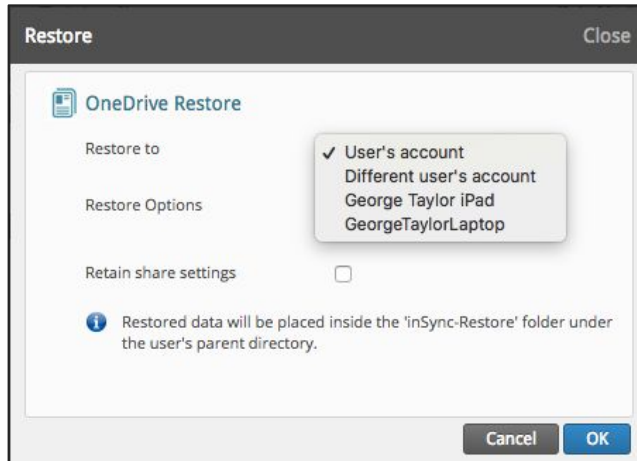 Restore
Close
OneDrive Restore
Restore to
✓ User's account
Different user's account
George Taylor iPad
GeorgeTaylorLaptop
Restore Options
Retain share settings
Restored data will be placed inside the 'inSync-Restore' folder under
the user's parent directory.
Cancel
OK